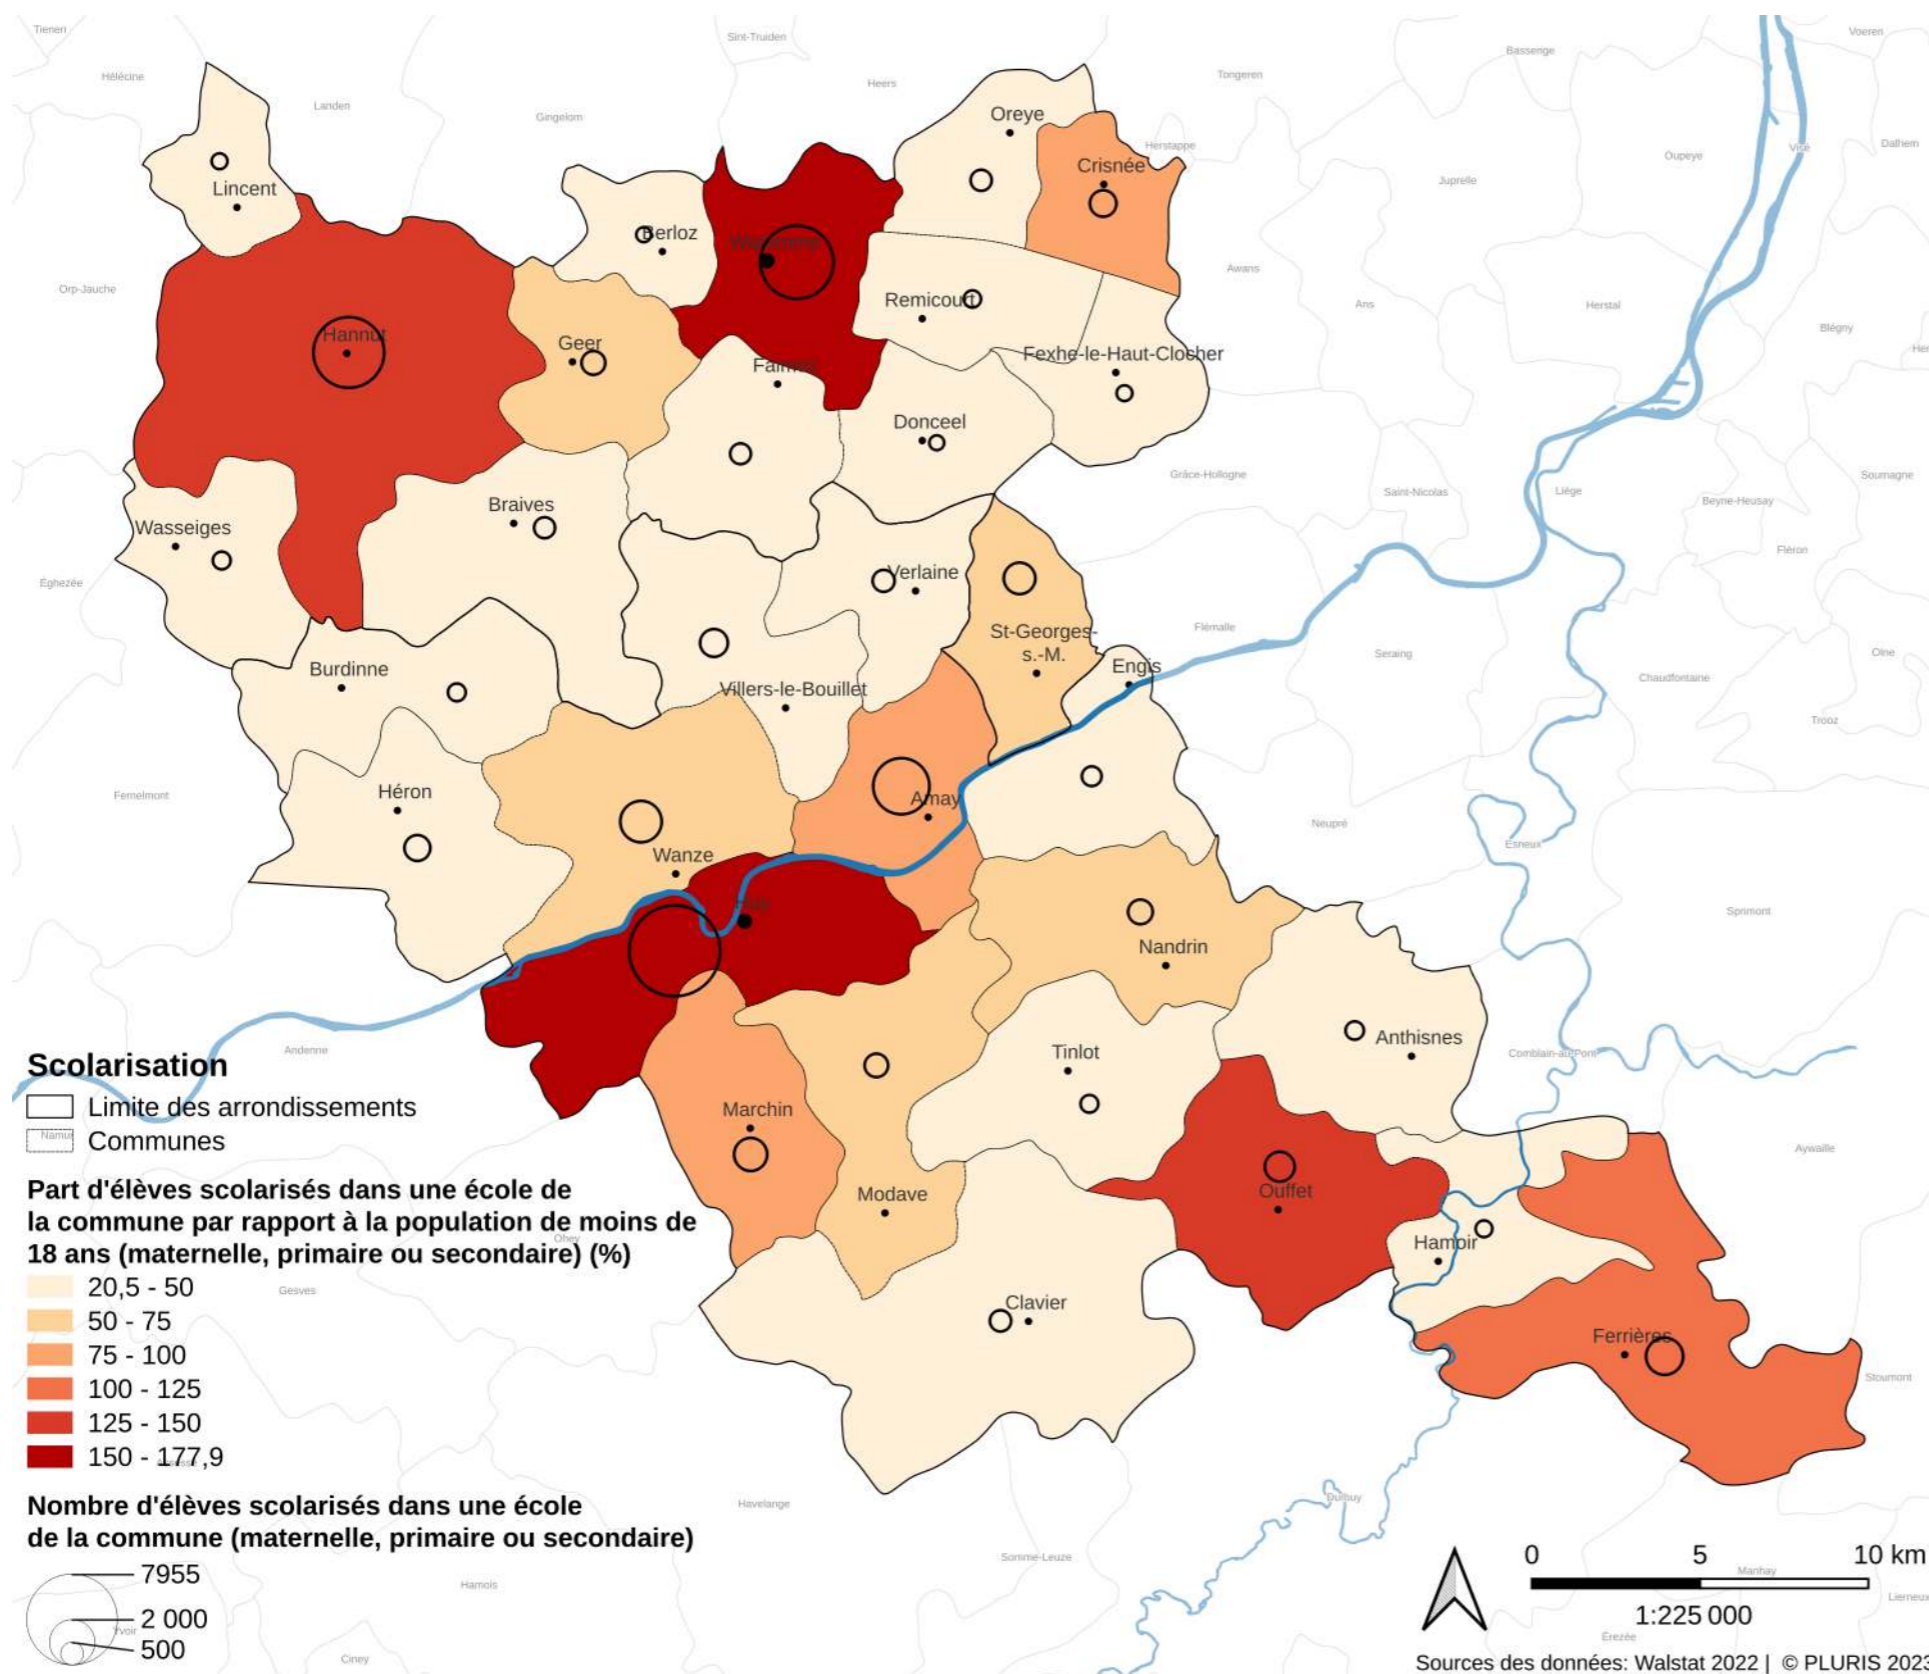 Tienen
Sint-Truiden
Bassenge
Voeren
Hélécine
Heers
Tongeren
Landen
Gingelom
Oreye
Herstappe
Crisnée
Oupeye
Visé
Dalhem
Juprelle
Lincent
Berloz
Waremme
Awans
Orp-Jauche
Remicourt
Ans
Herstal
Blégny
Hannut
Geer
Faimes
Fexhe-le-Haut-Clocher
Her
Donceel
Grâce-Hollogne
Saint-Nicolas
Liège
Beyne-Heusay
Soumagne
Braives
Wasseiges
Fléron
Éghezée
Verlaine
Flémalle
St-Georges-
s.-M.
Seraing
Olne
Engis
Burdinne
Chaudfontaine
Villers-le-Bouillet
Trooz
Fernelmont
Héron
Amay
Neupré
Esneux
Wanze
Huy
Sprimont
Nandrin
Andenne
Tinlot
Anthisnes
Comblain-au-Pont
Scolarisation
Limite des arrondissements
Namur
Communes
Marchin
Aywaille
Modave
Ouffet
Part d'élèves scolarisés dans une école de
la commune par rapport à la population de moins de
18 ans (maternelle, primaire ou secondaire) (%)
Ohey
Hamoir
20,5 - 50
Gesves
Clavier
50 - 75
Ferrières
75 - 100
Stoumont
100 - 125
125 - 150
150 - 177,9
Durbuy
Havelange
Nombre d'élèves scolarisés dans une école
de la commune (maternelle, primaire ou secondaire)
Somme-Leuze
0 5 10 km
Manhay
7955
Hamois
Lierneux
2 000
1:225 000
Yvoir
Érezée
500
Ciney
Sources des données: Walstat 2022 | © PLURIS 2023